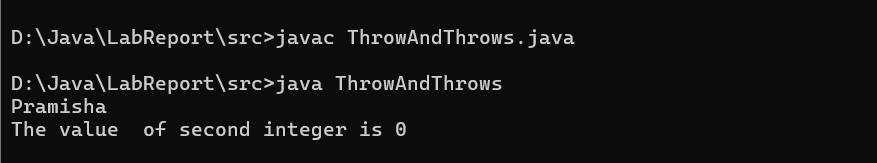 D:\Java\LabReport\src>javac ThrowAndThrows.java
D:\Java\LabReport\src>java ThrowAndThrows
Pramisha
The value  of second integer is 0